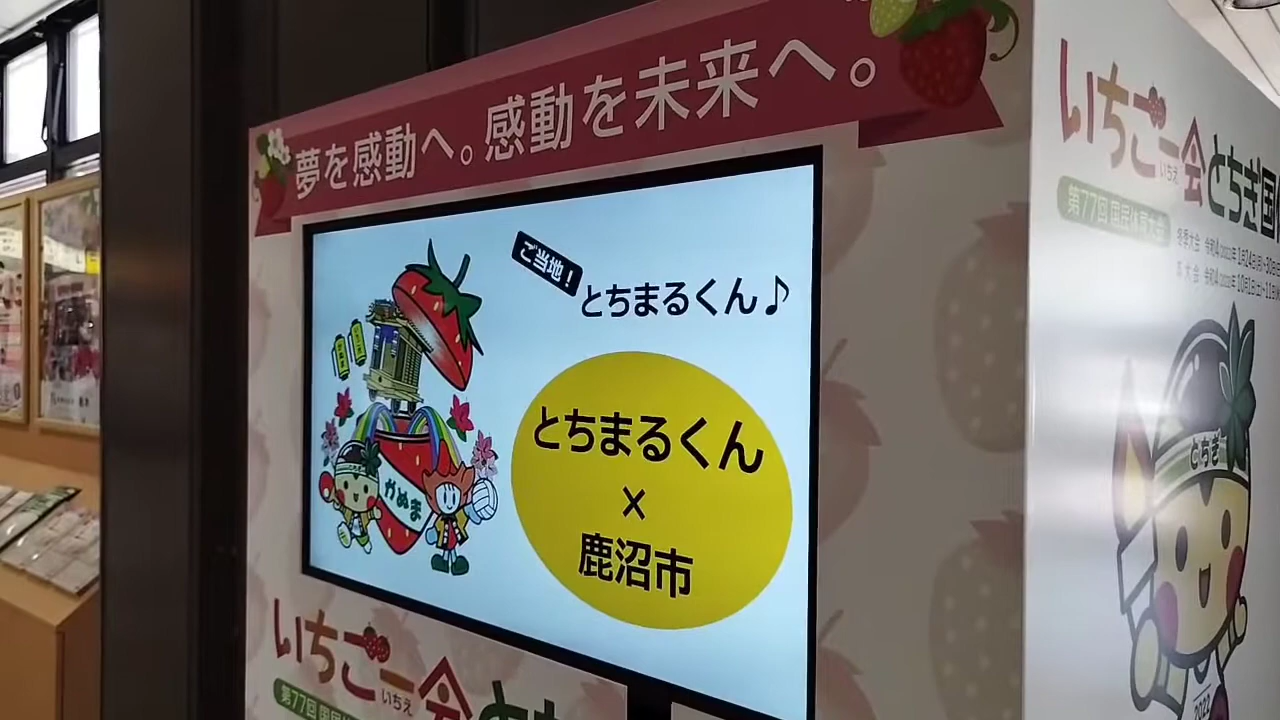 夢を感動へ。感動を未来へ。
ご当地!
とちまるくん♪
とちまるくん
×
鹿沼市
かぬま
いちご一会
いちえ
とち
第77回国
いちご一会
いちえ
とちぎ国
第77回 国民体育大会
とちぎ
2022